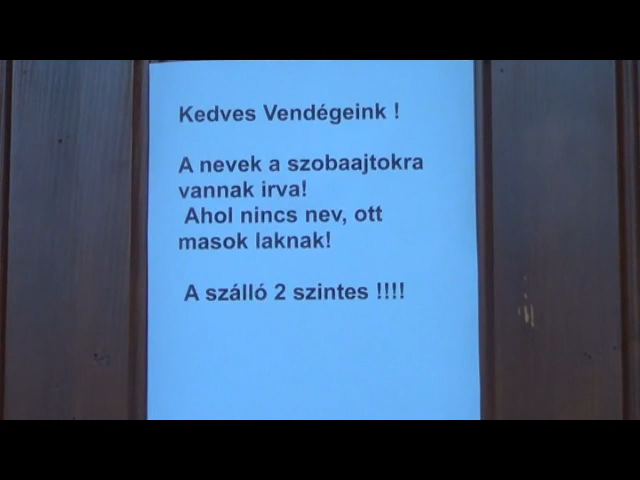 Kedves Vendégeink !
A nevek a szobaajtokra
vannak irva!
Ahol nincs nev, ott
masok laknak!
A szálló 2 szintes !!!!